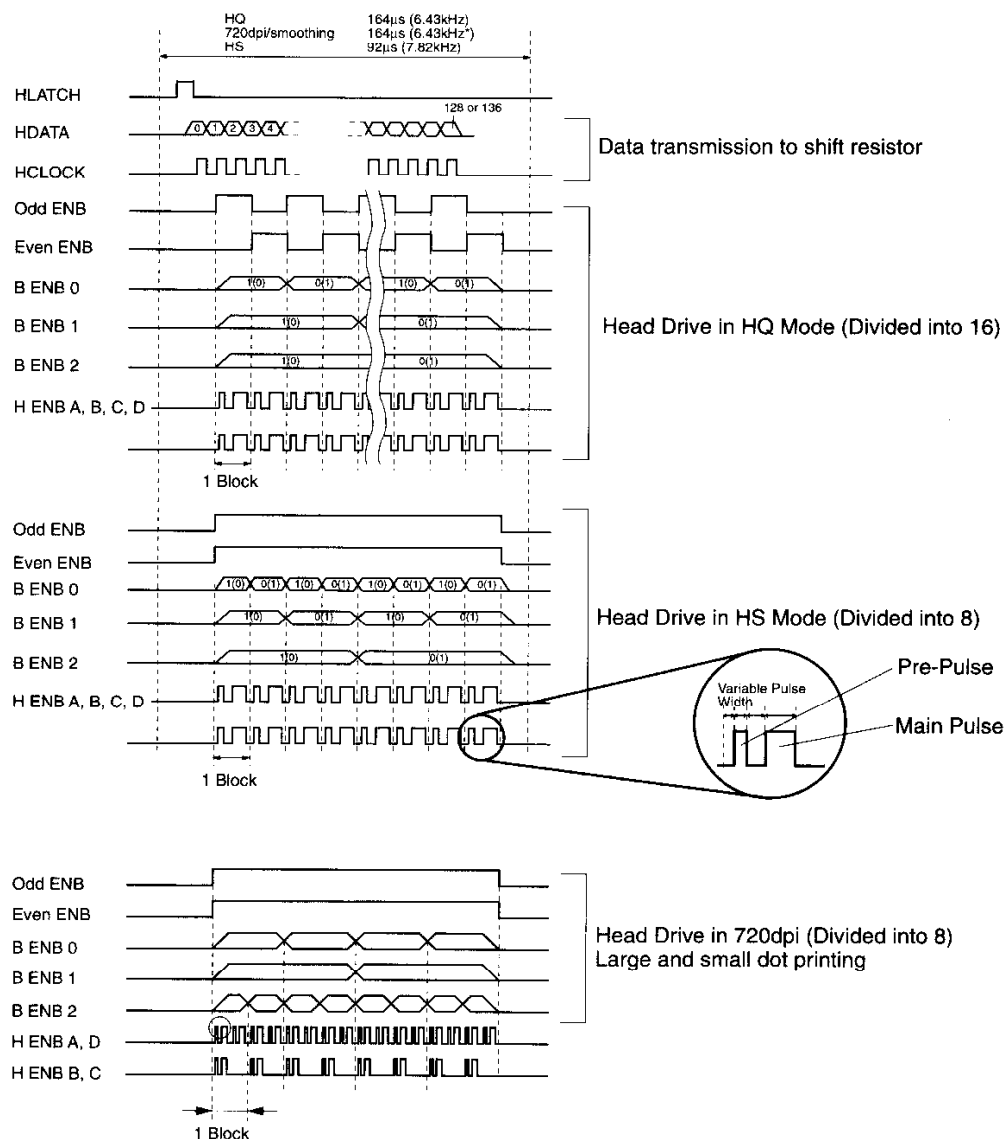 HQ 164µs (6.43kHz)
720dpi/smoothing 164µs (6.43kHz*)
HS 92µs (7.82kHz)
HLATCH
128 or 136
HDATA 0 1 2 3 4
Data transmission to shift resistor
HCLOCK
Odd ENB
Even ENB
B ENB 0 1(0) 0(1) 1(0) 0(1)
B ENB 1 1(0) 0(1)
Head Drive in HQ Mode (Divided into 16)
B ENB 2 1(0) 0(1)
H ENB A, B, C, D
1 Block
Odd ENB
Even ENB
B ENB 0 1(0) 0(1) 1(0) 0(1) 1(0) 0(1) 1(0) 0(1)
B ENB 1 1(0) 0(1) 1(0) 0(1)
Head Drive in HS Mode (Divided into 8)
B ENB 2 1(0) 0(1)
Pre-Pulse
H ENB A, B, C, D
Variable Pulse
Width
Main Pulse
1 Block
Odd ENB
Even ENB
B ENB 0
Head Drive in 720dpi (Divided into 8)
Large and small dot printing
B ENB 1
B ENB 2
H ENB A, D
H ENB B, C
1 Block